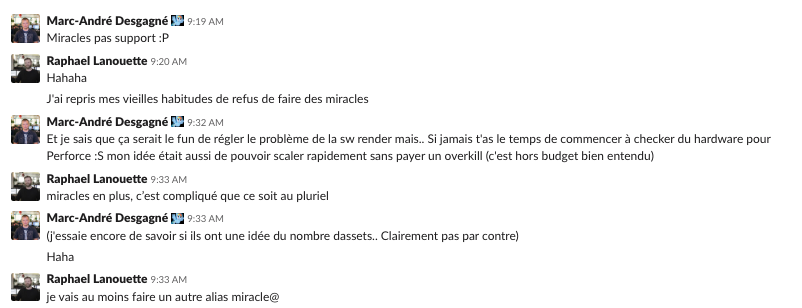 Marc-André Desgagné 9:19 AM
Miracles pas support :P
Raphael Lanouette 9:20 AM
Hahaha
J'ai repris mes vieilles habitudes de refus de faire des miracles
Marc-André Desgagné 9:32 AM
Et je sais que ça serait le fun de régler le problème de la sw render mais.. Si jamais t'as le temps de commencer à checker du hardware pour
Perforce :S mon idée était aussi de pouvoir scaler rapidement sans payer un overkill (c'est hors budget bien entendu)
Raphael Lanouette 9:33 AM
miracles en plus, c'est compliqué que ce soit au pluriel
Marc-André Desgagné 9:33 AM
(j'essaie encore de savoir si ils ont une idée du nombre dassets.. Clairement pas par contre)
Haha
Raphael Lanouette 9:33 AM
je vais au moins faire un autre alias miracle@